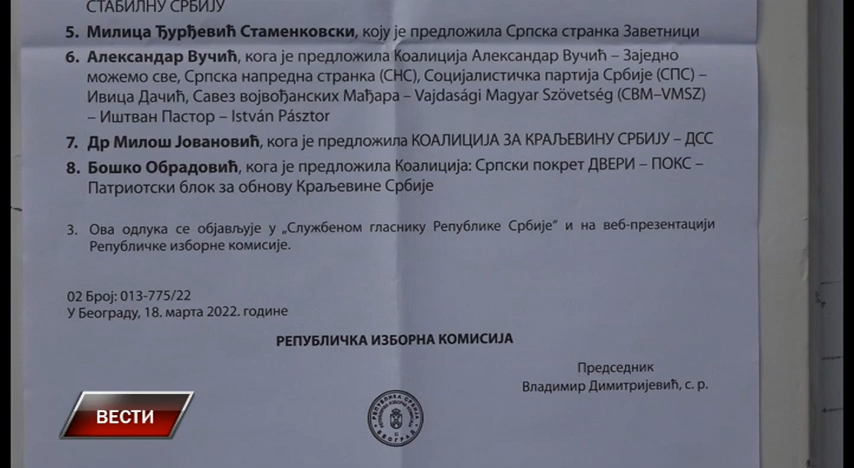 СТАБИЛНУ СРБИЈУ
5. Милица Ђурђевић Стаменковски, коју је предложила Српска странка Заветници
6. Александар Вучић, кога је предложила Коалиција Александар Вучић – Заједно
можемо све, Српска напредна странка (СНС), Социјалистичка партија Србије (СПС) –
Ивица Дачић, Савез војвођанских Мађара – Vajdasági Magyar Szövetség (СВМ–VMSZ)
– Иштван Пастор – István Pásztor
7. Др Милош Јовановић, кога је предложила КОАЛИЦИЈА ЗА КРАЉЕВИНУ СРБИЈУ – ДСС
8. Бошко Обрадовић, кога је предложила Коалиција: Српски покрет ДВЕРИ – ПОКС –
Патриотски блок за обнову Краљевине Србије
3. Ова одлука се објављује у „Службеном гласнику Републике Србије“ и на веб-презентацији
Републичке изборне комисије.
02 Број: 013-775/22
У Београду, 18. марта 2022. године
РЕПУБЛИЧКА ИЗБОРНА КОМИСИЈА
Председник
Владимир Димитријевић, с. р.
РЕПУБЛИКА СРБИЈА
БЕОГРАД
ВЕСТИ